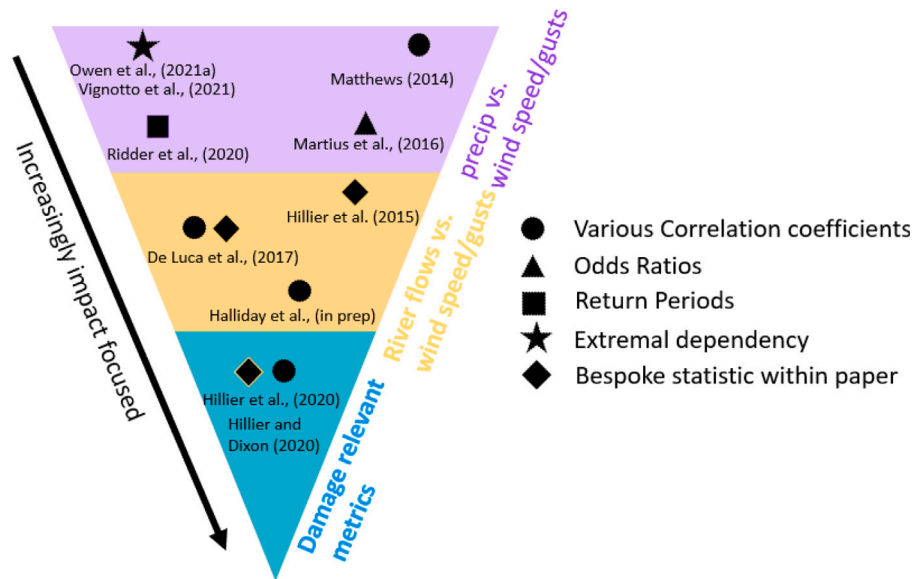 Owen et al., (2021a)
Vignotto et al., (2021)
Matthews (2014)
Ridder et al., (2020)
Martius et al., (2016)
precip vs.
wind speed/gusts
Hillier et al. (2015)
De Luca et al., (2017)
Halliday et al., (in prep)
River flows vs.
wind speed/gusts
Hillier et al., (2020)
Hillier and
Dixon (2020)
Damage relevant
metrics
Increasingly impact focused
Various Correlation coefficients
Odds Ratios
Return Periods
Extremal dependency
Bespoke statistic within paper